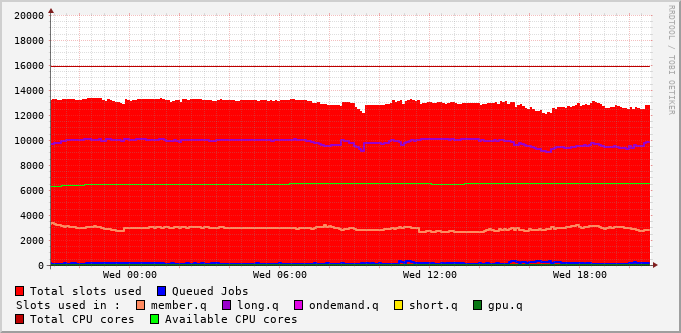 RRDTOOL / TOBI OETIKER
20000
18000
16000
14000
12000
10000
8000
6000
4000
2000
0
Wed 00:00 Wed 06:00 Wed 12:00 Wed 18:00
Total slots used Queued Jobs
Slots used in : member.q long.q ondemand.q short.q gpu.q
Total CPU cores Available CPU cores